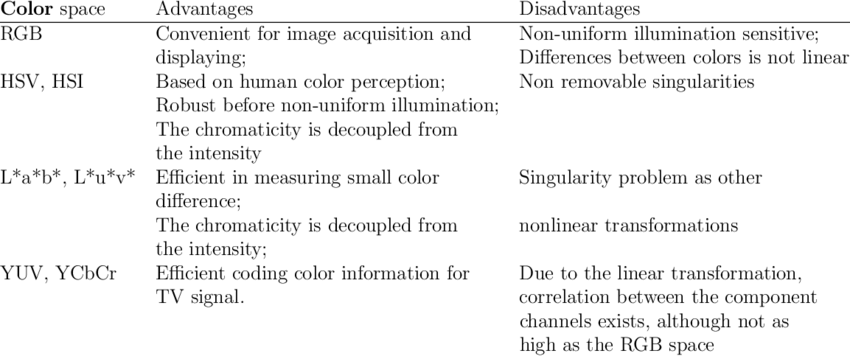 Color space Advantages Disadvantages
RGB Convenient for image acquisition and Non-uniform illumination sensitive;
displaying; Differences between colors is not linear
HSV, HSI Based on human color perception; Non removable singularities
Robust before non-uniform illumination;
The chromaticity is decoupled from
the intensity
L*a*b*, L*u*v* Efficient in measuring small color Singularity problem as other
difference;
The chromaticity is decoupled from nonlinear transformations
the intensity;
YUV, YCbCr Efficient coding color information for Due to the linear transformation,
TV signal. correlation between the component
channels exists, although not as
high as the RGB space